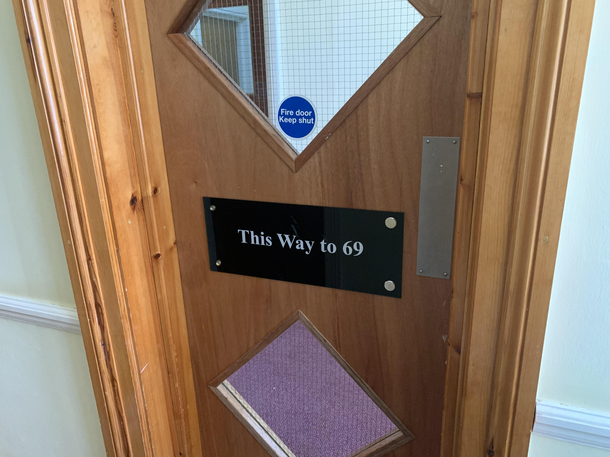 Fire door
Keep shut
This Way to 69